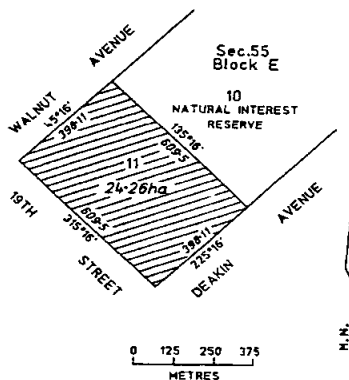 WALNUT AVENUE
45°16'
398·11
Sec.55
Block E
10
NATURAL INTEREST
RESERVE
135°16'
609·5
11
24·26ha
19TH STREET
609·5
315°16'
398·11
225°16'
DEAKIN AVENUE
M.N.
0 125 250 375
METRES